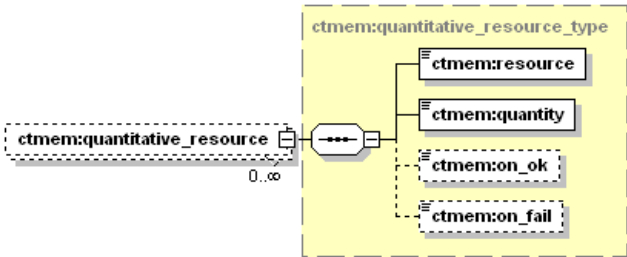 ctmem:quantitative_resource_type
ctmem:resource
ctmem:quantity
ctmem:quantitative_resource
0..∞
ctmem:on_ok
ctmem:on_fail